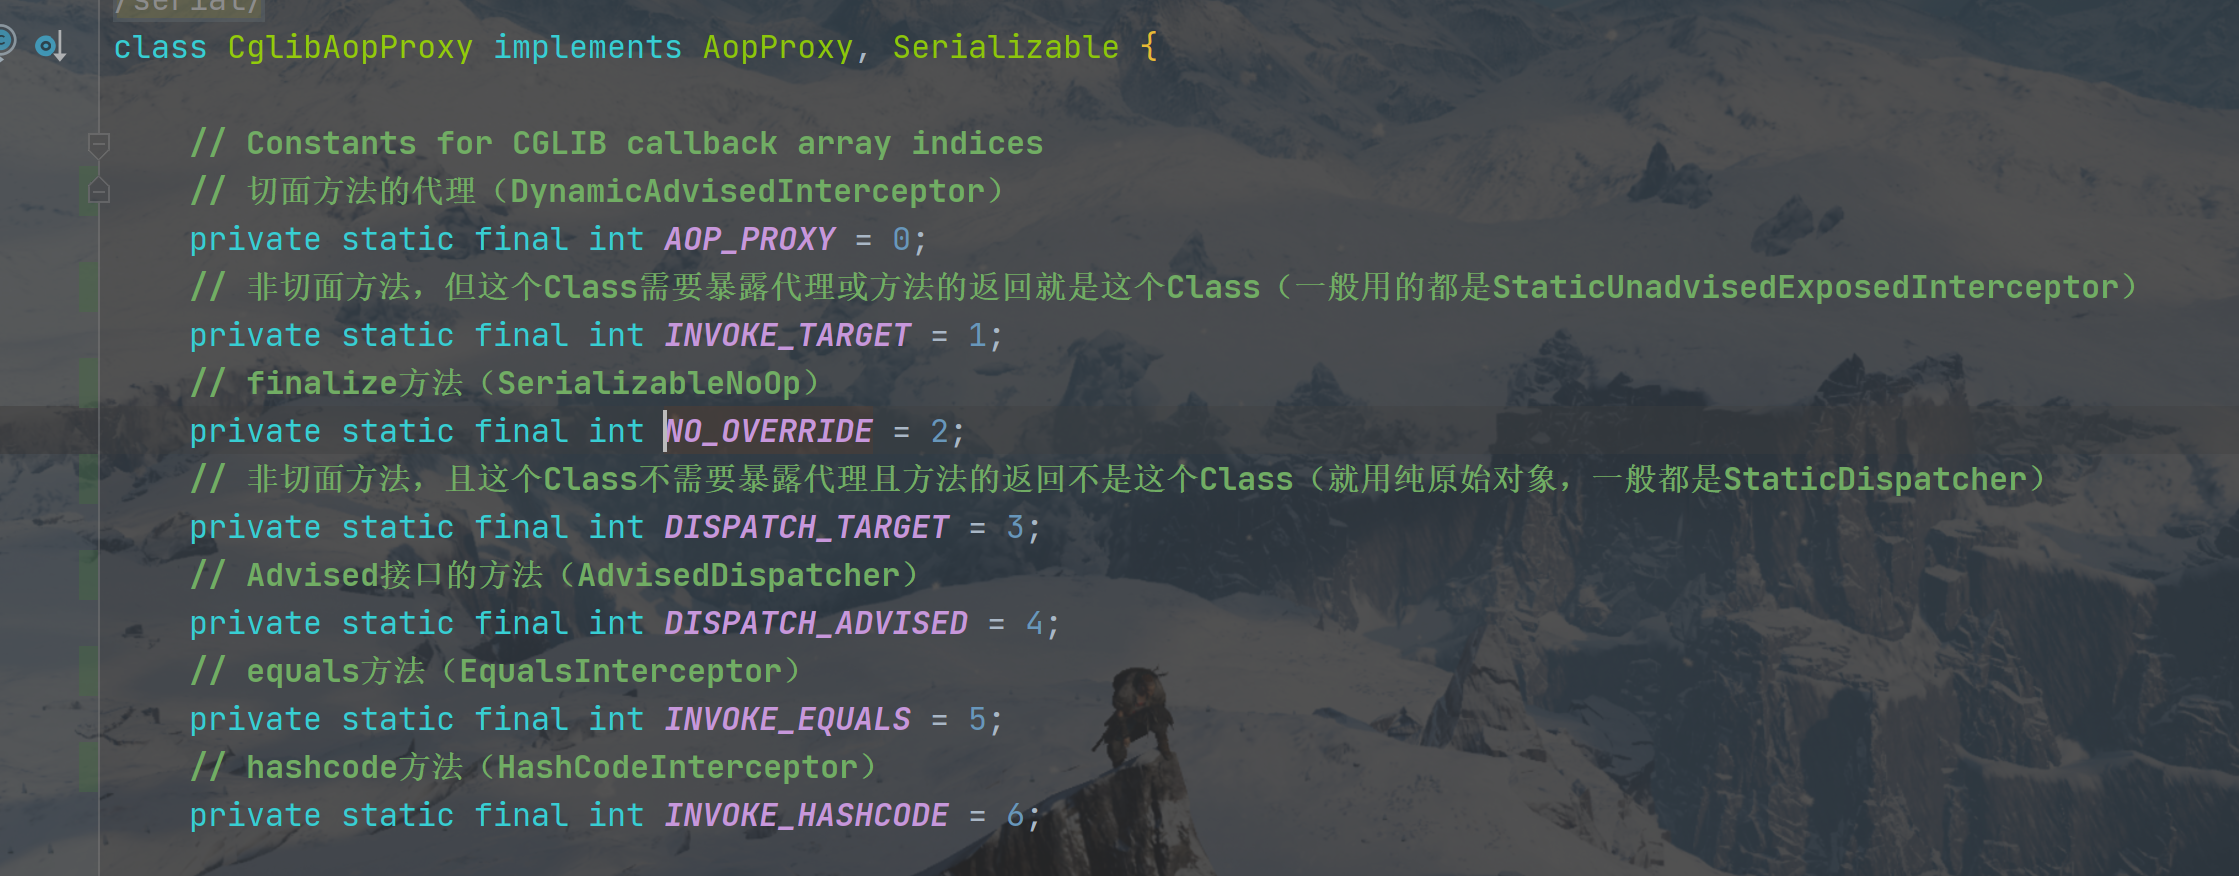 /serial/
class CglibAopProxy implements AopProxy, Serializable {
// Constants for CGLIB callback array indices
// 切面方法的代理（DynamicAdvisedInterceptor）
private static final int AOP_PROXY = 0;
// 非切面方法，但这个Class需要暴露代理或方法的返回就是这个Class（一般用的都是StaticUnadvisedExposedInterceptor）
private static final int INVOKE_TARGET = 1;
// finalize方法（SerializableNoOp）
private static final int NO_OVERRIDE = 2;
// 非切面方法，且这个Class不需要暴露代理且方法的返回不是这个Class（就用纯原始对象，一般都是StaticDispatcher）
private static final int DISPATCH_TARGET = 3;
// Advised接口的方法（AdvisedDispatcher）
private static final int DISPATCH_ADVISED = 4;
// equals方法（EqualsInterceptor）
private static final int INVOKE_EQUALS = 5;
// hashcode方法（HashCodeInterceptor）
private static final int INVOKE_HASHCODE = 6;